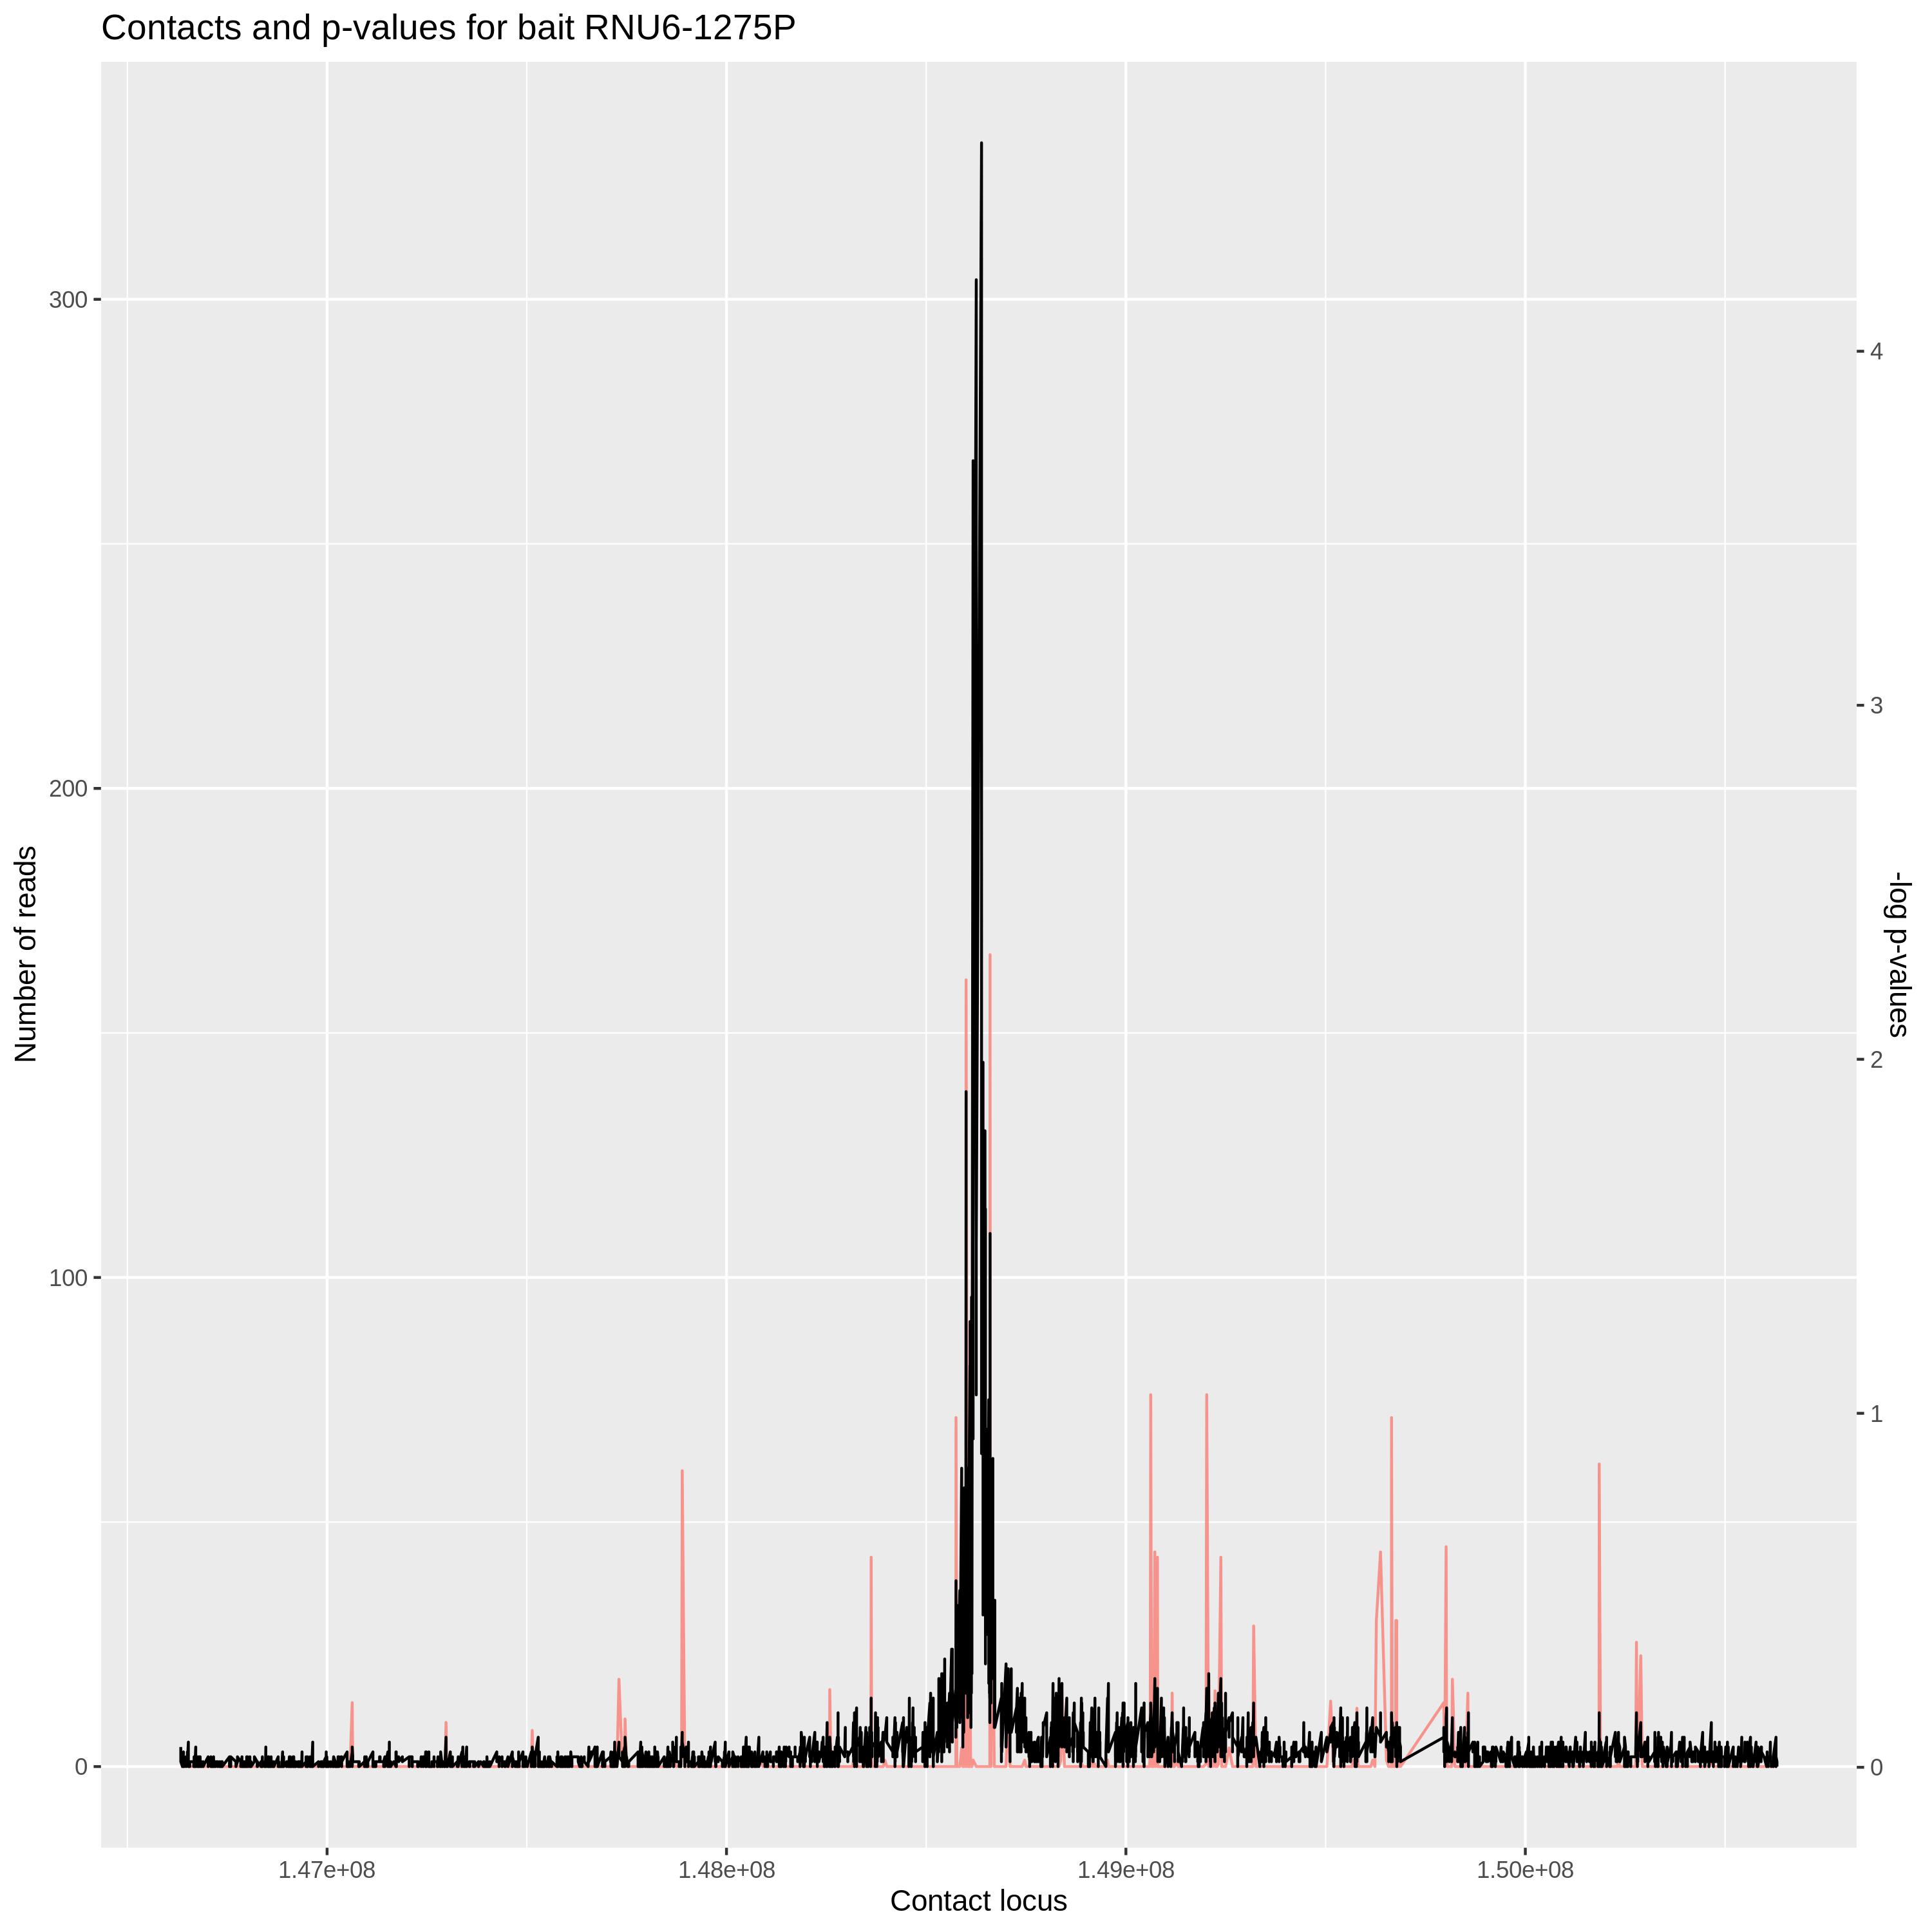 Contacts and p-values for bait RNU6-1275P
300
200
100
0
Number of reads
4
3
2
1
0
-log p-values
1.47e+08
1.48e+08
1.49e+08
1.50e+08
Contact locus